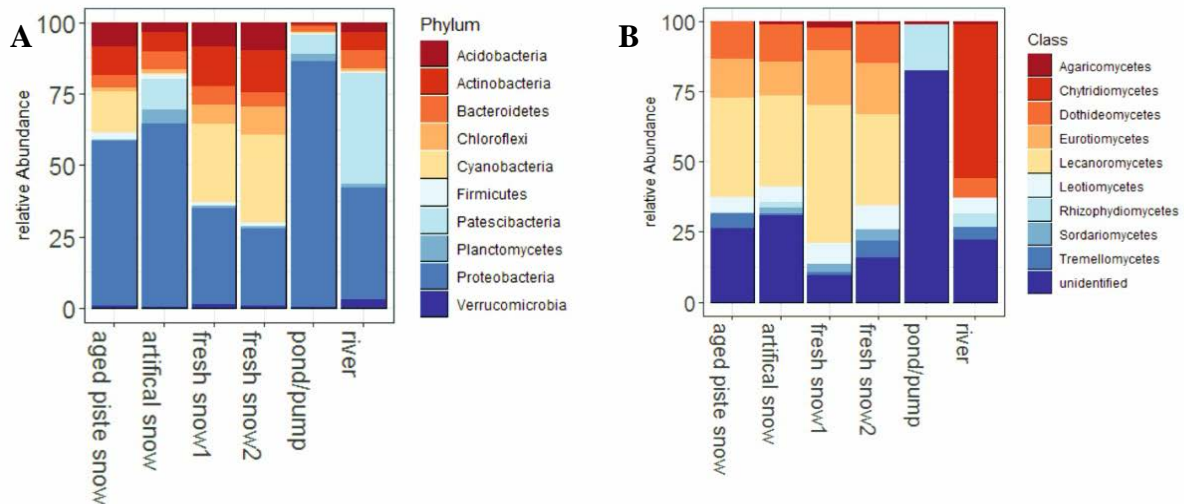 A
relative Abundance
100
75
50
25
0
aged piste snow
artifical snow
fresh snow1
fresh snow2
pond/pump
river
Phylum
Acidobacteria
Actinobacteria
Bacteroidetes
Chloroflexi
Cyanobacteria
Firmicutes
Patescibacteria
Planctomycetes
Proteobacteria
Verrucomicrobia
B
relative Abundance
100
75
50
25
0
aged piste snow
artifical snow
fresh snow1
fresh snow2
pond/pump
river
Class
Agaricomycetes
Chytridiomycetes
Dothideomycetes
Eurotiomycetes
Lecanoromycetes
Leotiomycetes
Rhizophydiomycetes
Sordariomycetes
Tremellomycetes
unidentified